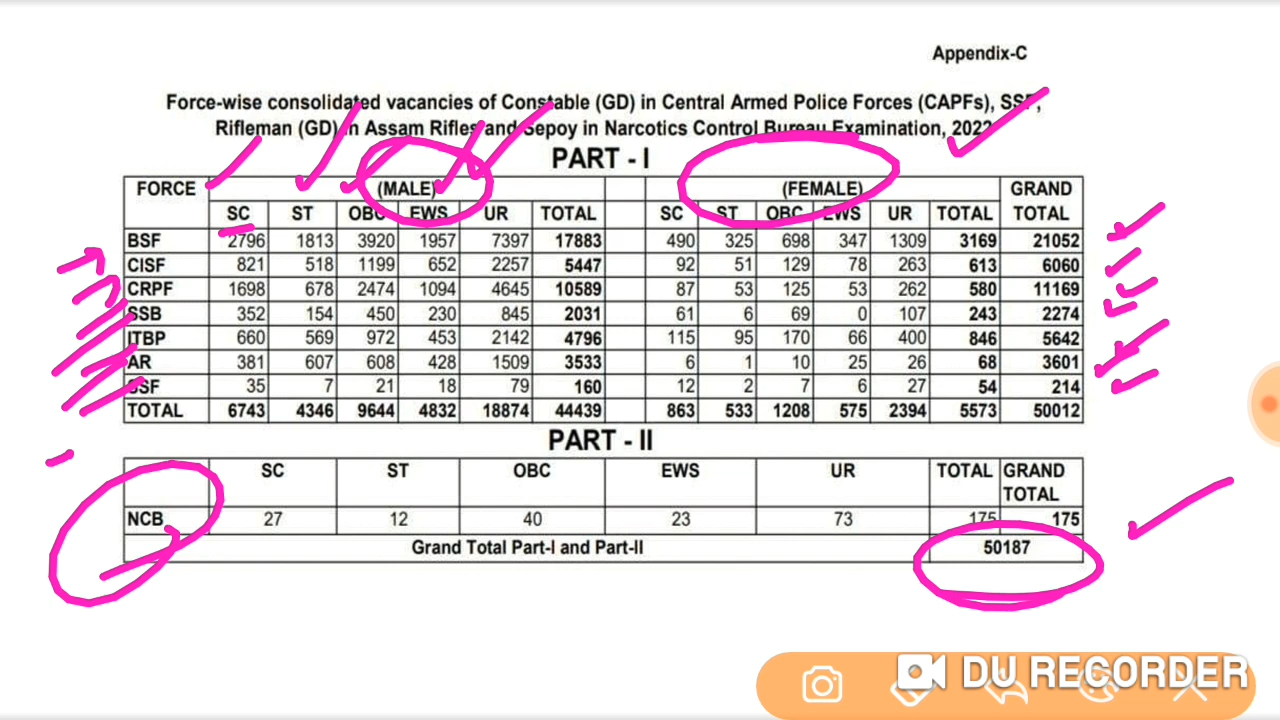 Appendix-C
Force-wise consolidated vacancies of Constable (GD) in Central Armed Police Forces (CAPFs), SSF,
Rifleman (GD) in Assam Rifles and Sepoy in Narcotics Control Bureau Examination, 2022
PART - I
FORCE (MALE) (FEMALE) GRAND TOTAL
SC ST OBC EWS UR TOTAL SC ST OBC EWS UR TOTAL
BSF 2796 1813 3920 1957 7397 17883 490 325 698 347 1309 3169 21052
CISF 821 518 1199 652 2257 5447 92 51 129 78 263 613 6060
CRPF 1698 678 2474 1094 4645 10589 87 53 125 53 262 580 11169
SSB 352 154 450 230 845 2031 61 6 69 0 107 243 2274
ITBP 660 569 972 453 2142 4796 115 95 170 66 400 846 5642
AR 381 607 608 428 1509 3533 6 1 10 25 26 68 3601
SSF 35 7 21 18 79 160 12 2 7 6 27 54 214
TOTAL 6743 4346 9644 4832 18874 44439 863 533 1208 575 2394 5573 50012
PART - II
SC ST OBC EWS UR TOTAL GRAND TOTAL
NCB 27 12 40 23 73 175 175
Grand Total Part-I and Part-II 50187
DU RECORDER